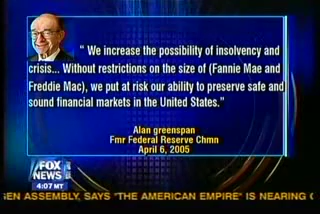 " We increase the possibility of insolvency and
crisis... Without restrictions on the size of (Fannie Mae and
Freddie Mac), we put at risk our ability to preserve safe and
sound financial markets in the United States."
Alan greenspan
Fmr Federal Reserve Chmn
April 6, 2005
FOX
NEWS
4:07 MT
GEN ASSEMBLY, SAYS "THE AMERICAN EMPIRE" IS NEARING